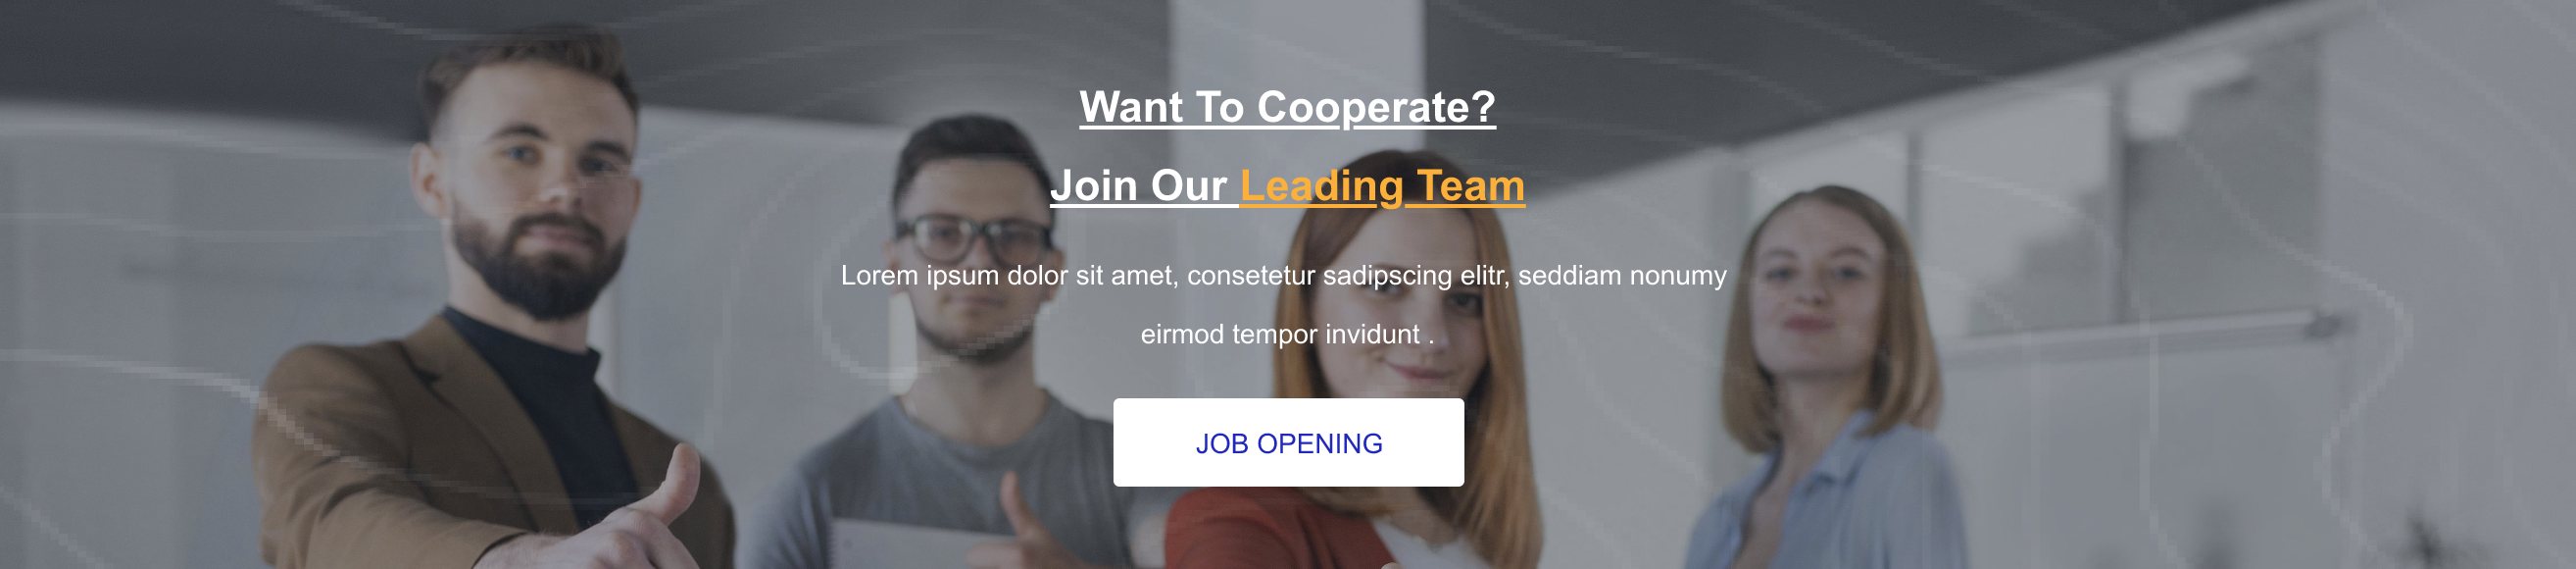 Want To Cooperate?
Join Our Leading Team
Lorem ipsum dolor sit amet, consetetur sadipscing elitr, seddiam nonumy
eirmod tempor invidunt .
JOB OPENING